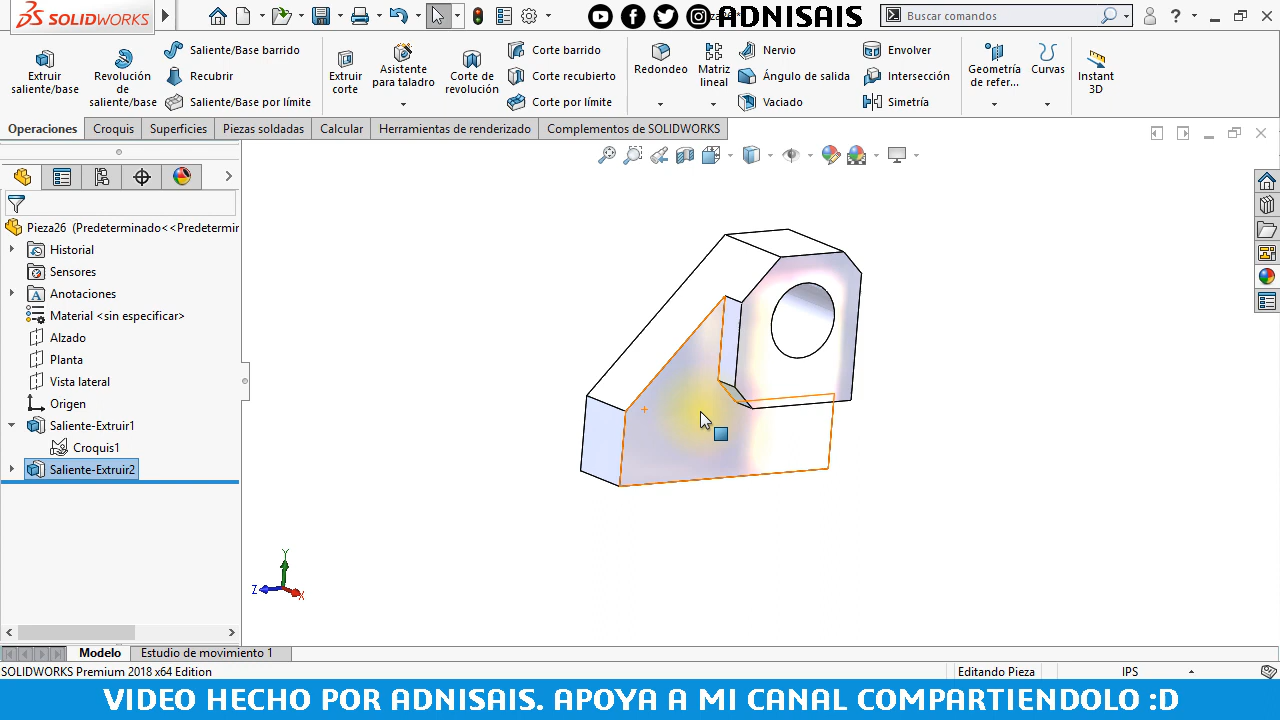 SOLIDWORKS
ADNISAIS
Buscar comandos
Extruir saliente/base
Revolución de saliente/base
Saliente/Base barrido
Recubrir
Saliente/Base por límite
Extruir corte
Asistente para taladro
Corte de revolución
Corte barrido
Corte recubierto
Corte por límite
Redondeo
Matriz lineal
Nervio
Ángulo de salida
Vaciado
Envolver
Intersección
Simetría
Geometría de refer...
Curvas
Instant 3D
Operaciones
Croquis
Superficies
Piezas soldadas
Calcular
Herramientas de renderizado
Complementos de SOLIDWORKS
Pieza26 (Predeterminado<<Predetermir
Historial
Sensores
Anotaciones
Material <sin especificar>
Alzado
Planta
Vista lateral
Origen
Saliente-Extruir1
Croquis1
Saliente-Extruir2
Y
Z
X
Modelo
Estudio de movimiento 1
SOLIDWORKS Premium 2018 x64 Edition
Editando Pieza
IPS
VIDEO HECHO POR ADNISAIS. APOYA A MI CANAL COMPARTIENDOLO :D